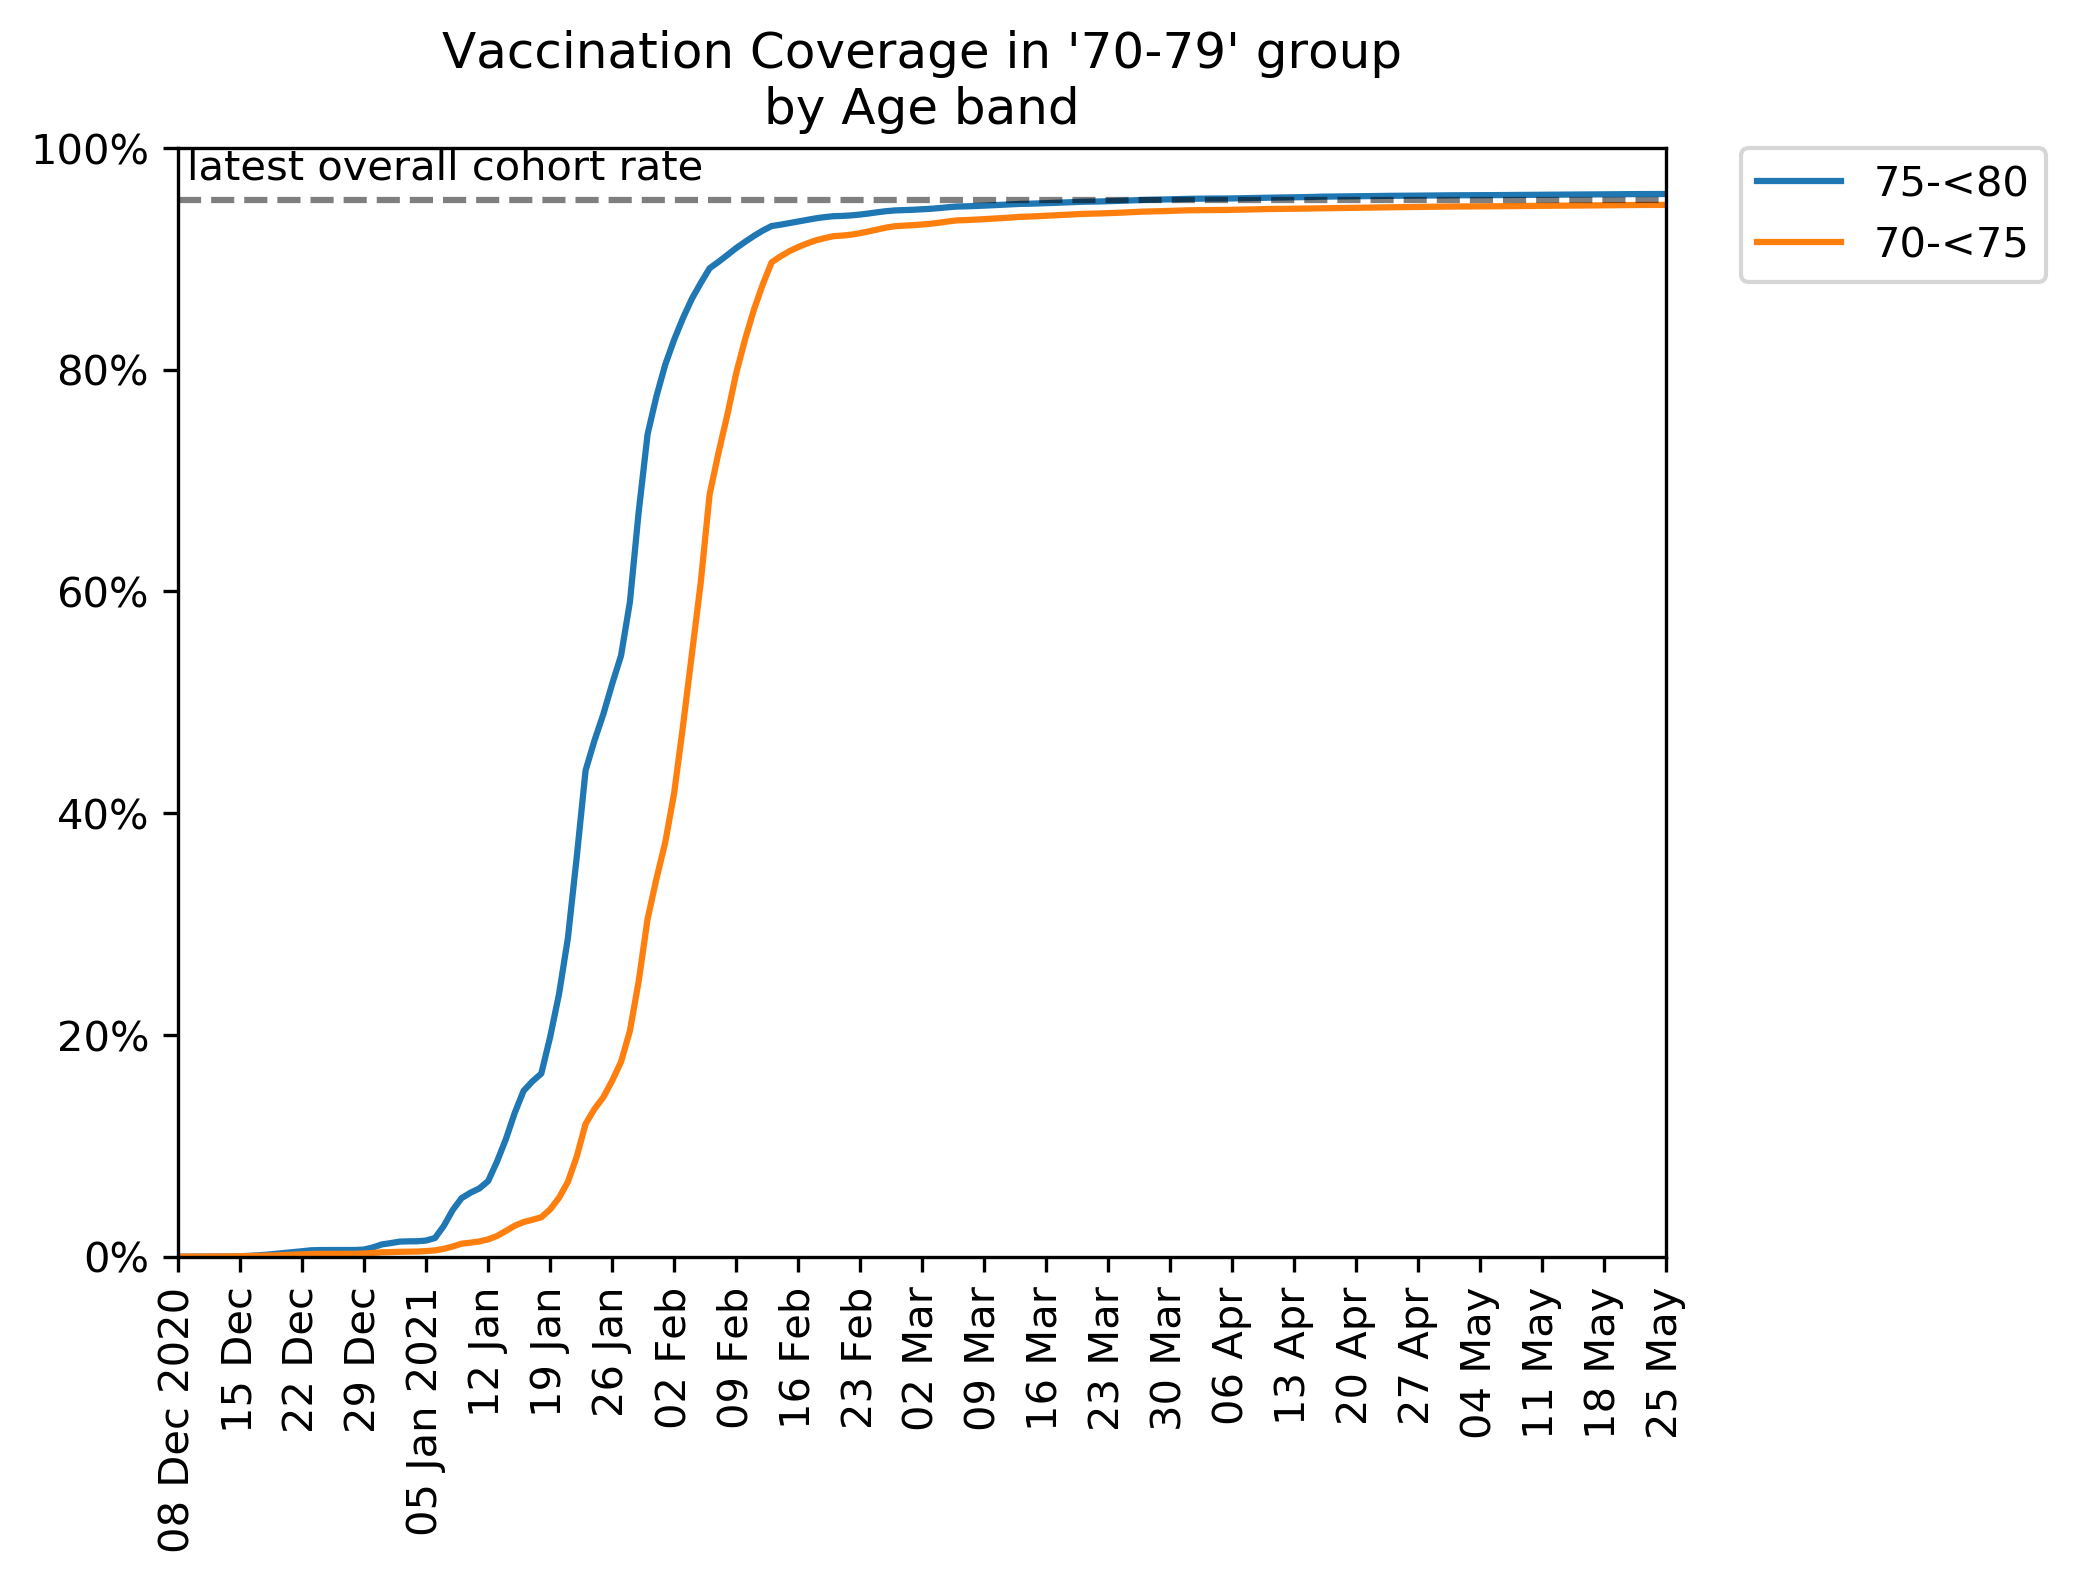 Vaccination Coverage in '70-79' group
by Age band
100%
80%
60%
40%
20%
0%
latest overall cohort rate
75-<80
70-<75
08 Dec 2020
15 Dec
22 Dec
29 Dec
05 Jan 2021
12 Jan
19 Jan
26 Jan
02 Feb
09 Feb
16 Feb
23 Feb
02 Mar
09 Mar
16 Mar
23 Mar
30 Mar
06 Apr
13 Apr
20 Apr
27 Apr
04 May
11 May
18 May
25 May